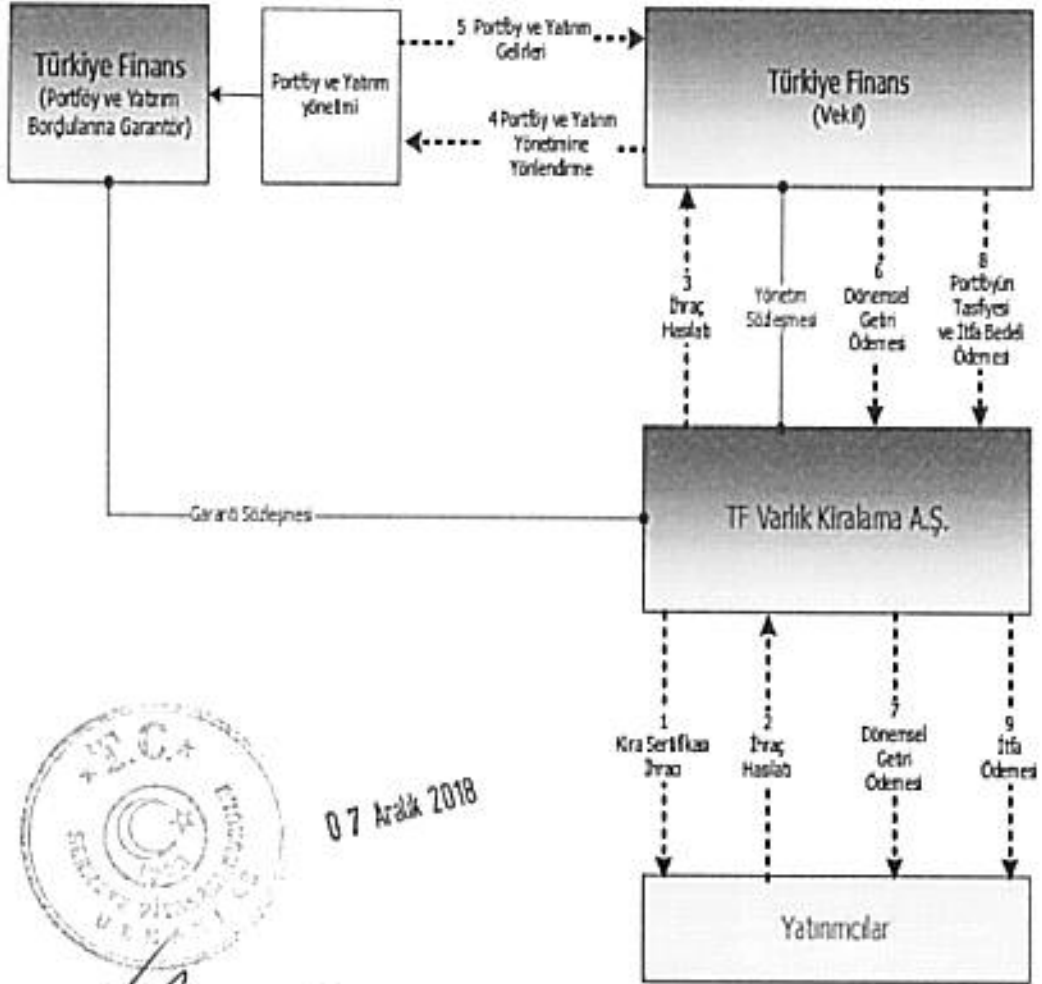 Türkiye Finans
(Portföy ve Yatırım
Borçlularına Garantör)
Portföy ve Yatırım
yönetimi
5 Portföy ve Yatırım
Gelirleri
4 Portföy ve Yatırım
Yönetimine
Yönlendirme
Türkiye Finans
(Vekil)
3
İhraç
Hasılatı
Yönetim
Sözleşmesi
6
Dönemsel
Getiri
Ödemesi
8
Portföyün
Tasfiyesi
ve İtfa Bedeli
Ödemesi
Garanti Sözleşmesi
TF Varlık Kiralama A.Ş.
1
Kira Sertifikası
İhracı
2
İhraç
Hasılatı
7
Dönemsel
Getiri
Ödemesi
9
İtfa
Ödemesi
T.C.
07 Aralık 2018
Yatırımcılar